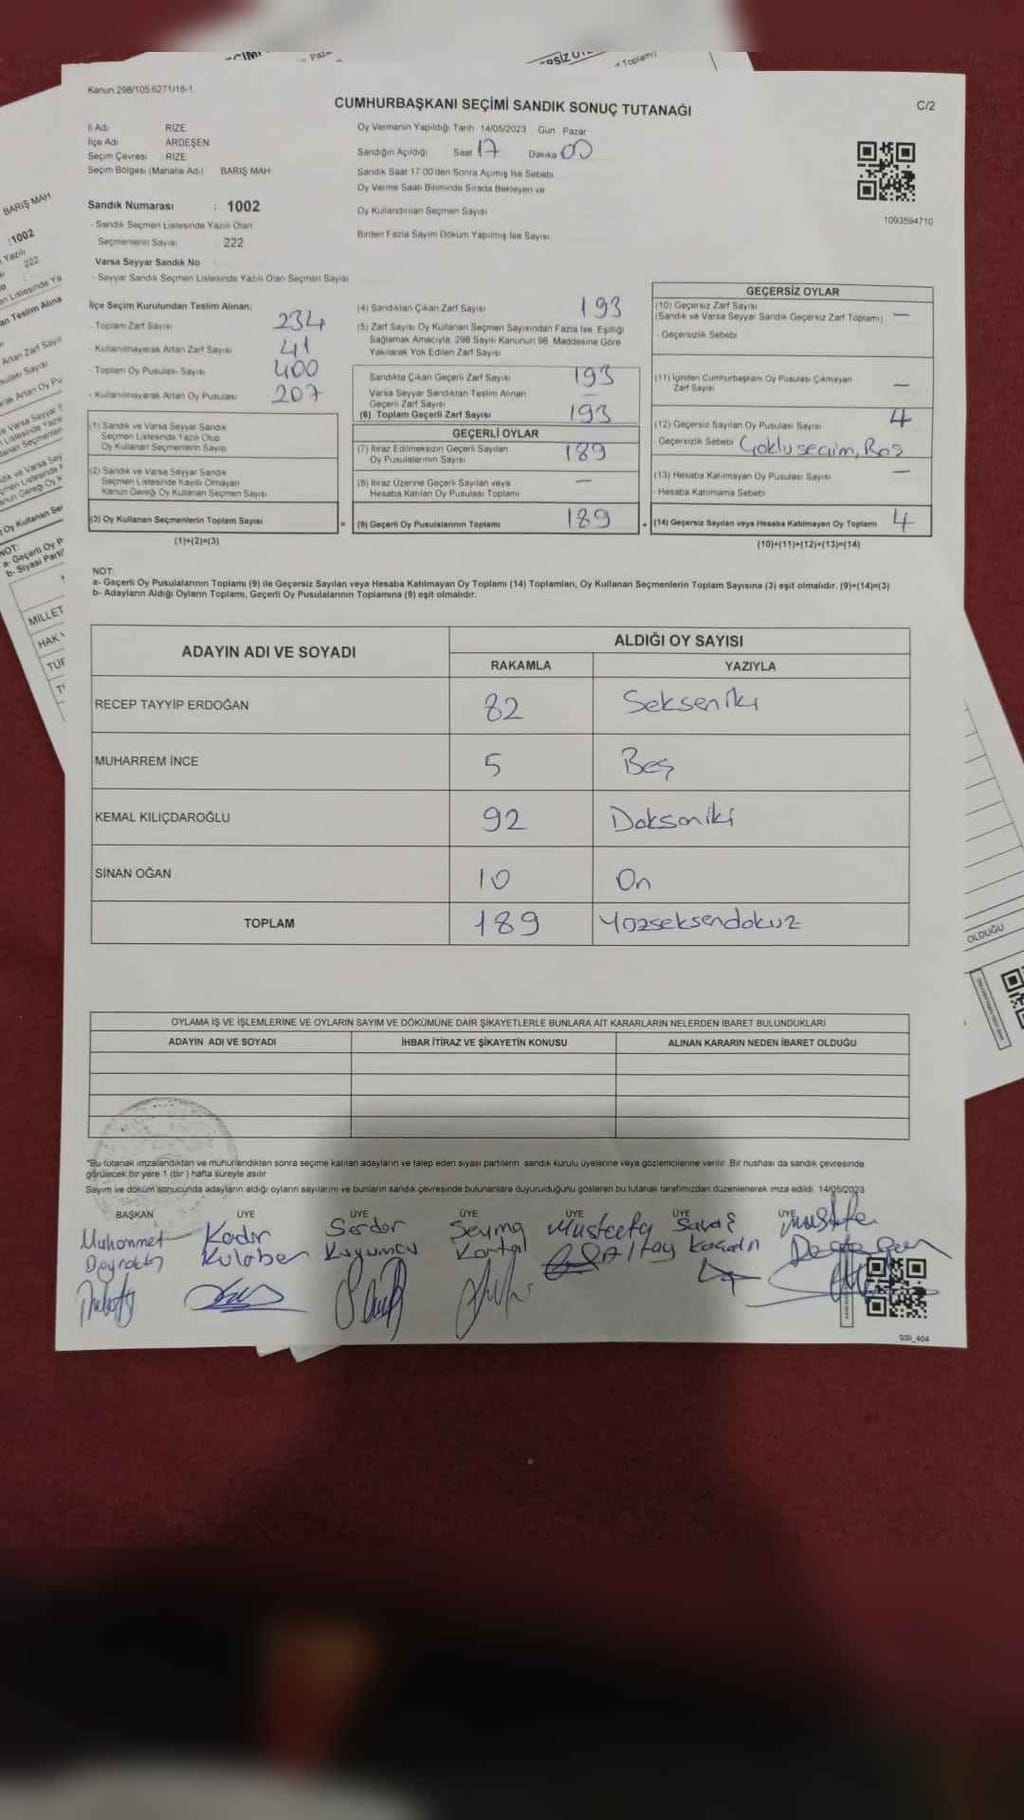 Kanun 298/105,6271/16-1
CUMHURBAŞKANI SEÇİMİ SANDIK SONUÇ TUTANAĞI
C/2
İl Adı RİZE
İlçe Adı ARDEŞEN
Seçim Çevresi : RİZE
Seçim Bölgesi (Mahalle Adı) BARIŞ MAH
Oy Vermenin Yapıldığı Tarih 14/05/2023 Gün Pazar
Sandığın Açıldığı Saat 17 Dakika 00
Sandık Saat 17.00'den Sonra Açılmış İse Sebebi
Oy Verme Saati Bitiminde Sırada Bekleyen ve
Oy Kullandırılan Seçmen Sayısı
Birden Fazla Sayım Döküm Yapılmış İse Sayısı
1093594710
Sandık Numarası : 1002
- Sandık Seçmen Listesinde Yazılı Olan
Seçmenlerin Sayısı 222
Varsa Seyyar Sandık No
- Seyyar Sandık Seçmen Listesinde Yazılı Olan Seçmen Sayısı
İlçe Seçim Kurulundan Teslim Alınan:
- Toplam Zarf Sayısı 234
- Kullanılmayarak Artan Zarf Sayısı 41
- Toplam Oy Pusulası Sayısı 400
- Kullanılmayarak Artan Oy Pusulası 207
(1) Sandık ve Varsa Seyyar Sandık
Seçmen Listesinde Yazılı Olup
Oy Kullanan Seçmenlerin Sayısı
(2) Sandık ve Varsa Seyyar Sandık
Seçmen Listesinde Kayıtlı Olmayan
Kanun Gereği Oy Kullanan Seçmen Sayısı
(3) Oy Kullanan Seçmenlerin Toplam Sayısı
(1)+(2)=(3)
(4) Sandıktan Çıkan Zarf Sayısı 193
(5) Zarf Sayısı Oy Kullanan Seçmen Sayısından Fazla İse, Eşitliği
Sağlamak Amacıyla, 298 Sayılı Kanunun 98. Maddesine Göre
Yakılarak Yok Edilen Zarf Sayısı
Sandıkta Çıkan Geçerli Zarf Sayısı 193
Varsa Seyyar Sandıktan Teslim Alınan
Geçerli Zarf Sayısı
(6) Toplam Geçerli Zarf Sayısı 193
GEÇERLİ OYLAR
(7) İtiraz Edilmeksizin Geçerli Sayılan
Oy Pusulalarının Sayısı 189
(8) İtiraz Üzerine Geçerli Sayılan veya
Hesaba Katılan Oy Pusulası Toplamı —
= (9) Geçerli Oy Pusulalarının Toplamı 189
GEÇERSİZ OYLAR
(10) Geçersiz Zarf Sayısı
(Sandık ve Varsa Seyyar Sandık Geçersiz Zarf Toplamı) —
- Geçersizlik Sebebi
(11) İçinden Cumhurbaşkanı Oy Pusulası Çıkmayan
Zarf Sayısı —
(12) Geçersiz Sayılan Oy Pusulası Sayısı 4
- Geçersizlik Sebebi Çoklu seçim, Boş
(13) Hesaba Katılmayan Oy Pusulası Sayısı —
- Hesaba Katılmama Sebebi
+ (14) Geçersiz Sayılan veya Hesaba Katılmayan Oy Toplamı 4
(10)+(11)+(12)+(13)=(14)
NOT:
a- Geçerli Oy Pusulalarının Toplamı (9) ile Geçersiz Sayılan veya Hesaba Katılmayan Oy Toplamı (14) Toplamları, Oy Kullanan Seçmenlerin Toplam Sayısına (3) eşit olmalıdır. (9)+(14)=(3)
b- Adayların Aldığı Oyların Toplamı, Geçerli Oy Pusulalarının Toplamına (9) eşit olmalıdır.
ADAYIN ADI VE SOYADI
ALDIĞI OY SAYISI
RAKAMLA YAZIYLA
RECEP TAYYİP ERDOĞAN 82 Sekseniki
MUHARREM İNCE 5 Beş
KEMAL KILIÇDAROĞLU 92 Doksaniki
SİNAN OĞAN 10 On
TOPLAM 189 Yüzseksendokuz
OYLAMA İŞ VE İŞLEMLERİNE VE OYLARIN SAYIM VE DÖKÜMÜNE DAİR ŞİKAYETLERLE BUNLARA AİT KARARLARIN NELERDEN İBARET BULUNDUKLARI
ADAYIN ADI VE SOYADI İHBAR İTİRAZ VE ŞİKAYETİN KONUSU ALINAN KARARIN NEDEN İBARET OLDUĞU
*Bu tutanak imzalandıktan ve mühürlendikten sonra seçime katılan adayların ve talep eden siyasi partilerin sandık kurulu üyelerine veya gözlemcilerine verilir. Bir nüshası da sandık çevresinde
görülecek bir yere 1 (bir) hafta süreyle asılır
Sayım ve döküm sonucunda adayların aldığı oyların sayılarını ve bunların sandık çevresinde bulunanlara duyurulduğunu gösteren bu tutanak tarafımızdan düzenlenerek imza edildi. 14/05/2023
BAŞKAN ÜYE ÜYE ÜYE ÜYE ÜYE
Muhammet Kadir Serdar Seyma Savaş Mustafa
Kuyumcu Kartal Altay
SSI_404
BARIŞ MAH
:1002
222
MILLET
OLDUĞU